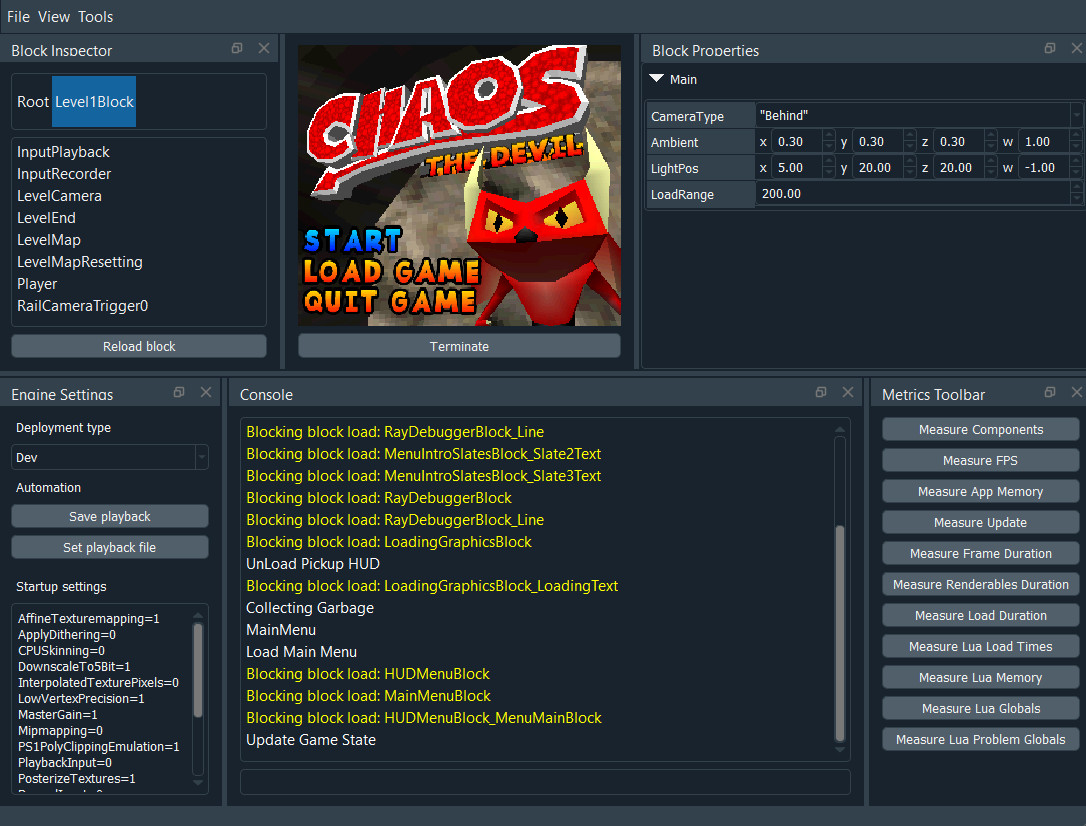 File View Tools
Block Inspector
Root Level1Block
InputPlayback
InputRecorder
LevelCamera
LevelEnd
LevelMap
LevelMapResetting
Player
RailCameraTrigger0
Reload block
CHAOS
THE DEVIL
START
LOAD GAME
QUIT GAME
Terminate
Block Properties
Main
CameraType "Behind"
Ambient x 0.30 y 0.30 z 0.30 w 1.00
LightPos x 5.00 y 20.00 z 20.00 w -1.00
LoadRange 200.00
Engine Settings
Deployment type
Dev
Automation
Save playback
Set playback file
Startup settings
AffineTexturemapping=1
ApplyDithering=0
CPUSkinning=0
DownscaleTo5Bit=1
InterpolatedTexturePixels=0
LowVertexPrecision=1
MasterGain=1
Mipmapping=0
PS1PolyClippingEmulation=1
PlaybackInput=0
PosterizeTextures=1
Console
Blocking block load: RayDebuggerBlock_Line
Blocking block load: MenuIntroSlatesBlock_Slate2Text
Blocking block load: MenuIntroSlatesBlock_Slate3Text
Blocking block load: RayDebuggerBlock
Blocking block load: RayDebuggerBlock_Line
Blocking block load: LoadingGraphicsBlock
UnLoad Pickup HUD
Blocking block load: LoadingGraphicsBlock_LoadingText
Collecting Garbage
MainMenu
Load Main Menu
Blocking block load: HUDMenuBlock
Blocking block load: MainMenuBlock
Blocking block load: HUDMenuBlock_MenuMainBlock
Update Game State
Metrics Toolbar
Measure Components
Measure FPS
Measure App Memory
Measure Update
Measure Frame Duration
Measure Renderables Duration
Measure Load Duration
Measure Lua Load Times
Measure Lua Memory
Measure Lua Globals
Measure Lua Problem Globals